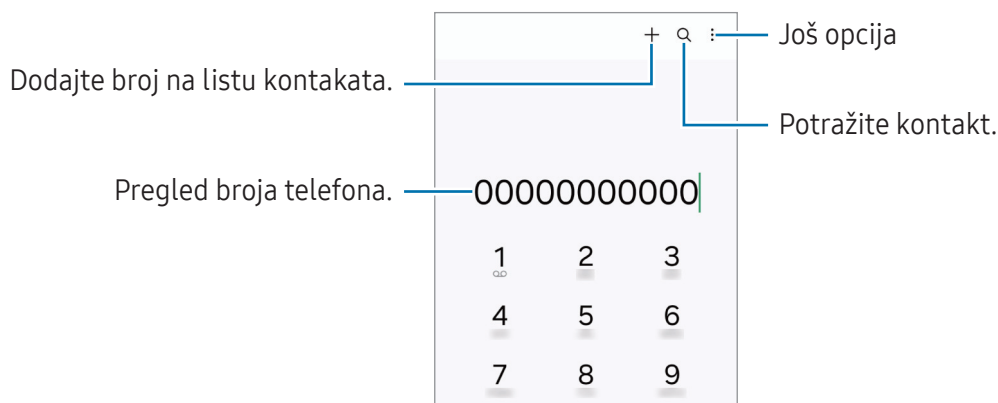 Još opcija
Dodajte broj na listu kontakata.
Potražite kontakt.
Pregled broja telefona.
00000000000
1 2 3
4 5 6
7 8 9